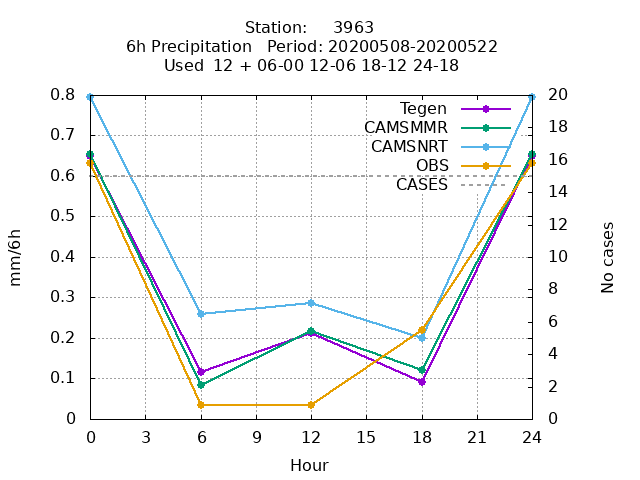 Station:     3963
6h Precipitation   Period: 20200508-20200522
Used  12 + 06-00 12-06 18-12 24-18
0.8
0.7
0.6
0.5
0.4
0.3
0.2
0.1
0
mm/6h
Tegen
CAMSMMR
CAMSNRT
OBS
CASES
20
18
16
14
12
10
8
6
4
2
0
No cases
0 3 6 9 12 15 18 21 24
Hour